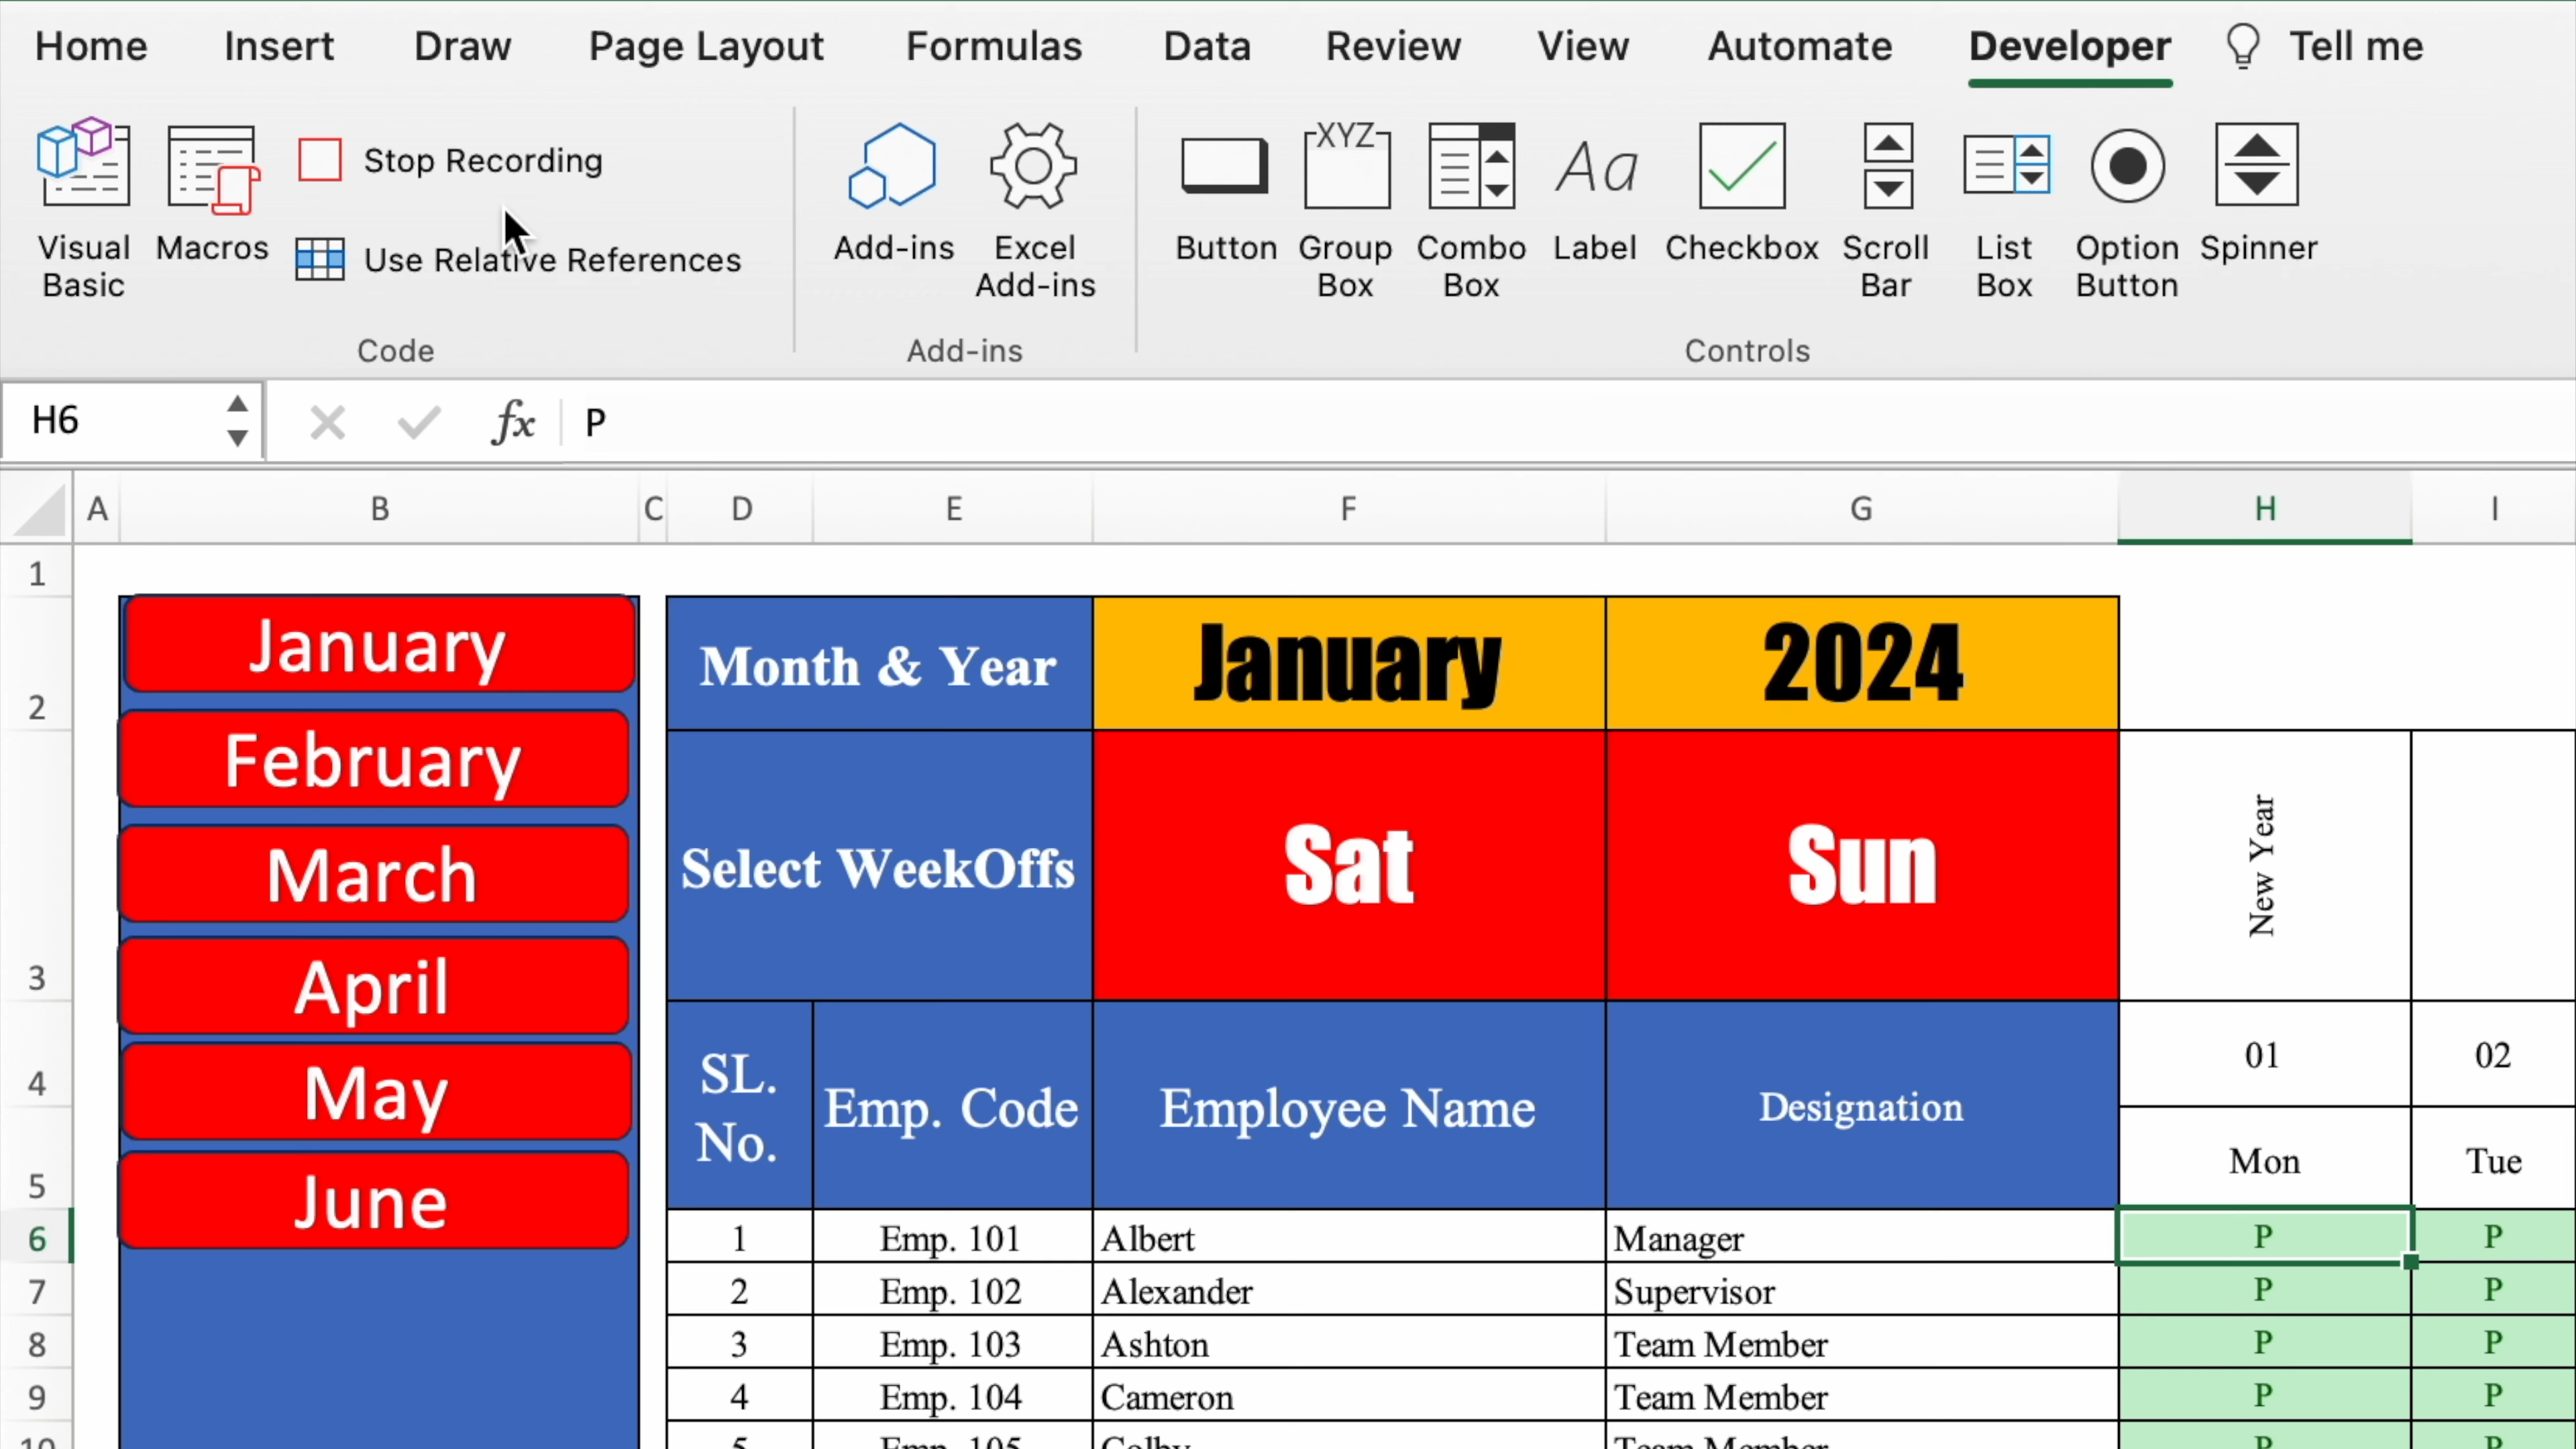 Home Insert Draw Page Layout Formulas Data Review View Automate Developer Tell me
Visual Basic
Macros
Stop Recording
Use Relative References
Code
Add-ins
Excel Add-ins
Add-ins
Button
XYZ
Group Box
Combo Box
Aa
Label
Checkbox
Scroll Bar
List Box
Option Button
Spinner
Controls
H6 fx P
A B C D E F G H I
1
2
3
4
5
6
7
8
9
10
January
February
March
April
May
June
Month & Year January 2024
Select WeekOffs Sat Sun New Year
SL. No. Emp. Code Employee Name Designation
01 02
Mon Tue
1 Emp. 101 Albert Manager P P
2 Emp. 102 Alexander Supervisor P P
3 Emp. 103 Ashton Team Member P P
4 Emp. 104 Cameron Team Member P P
5 Emp. 105 Colby Team Member P P